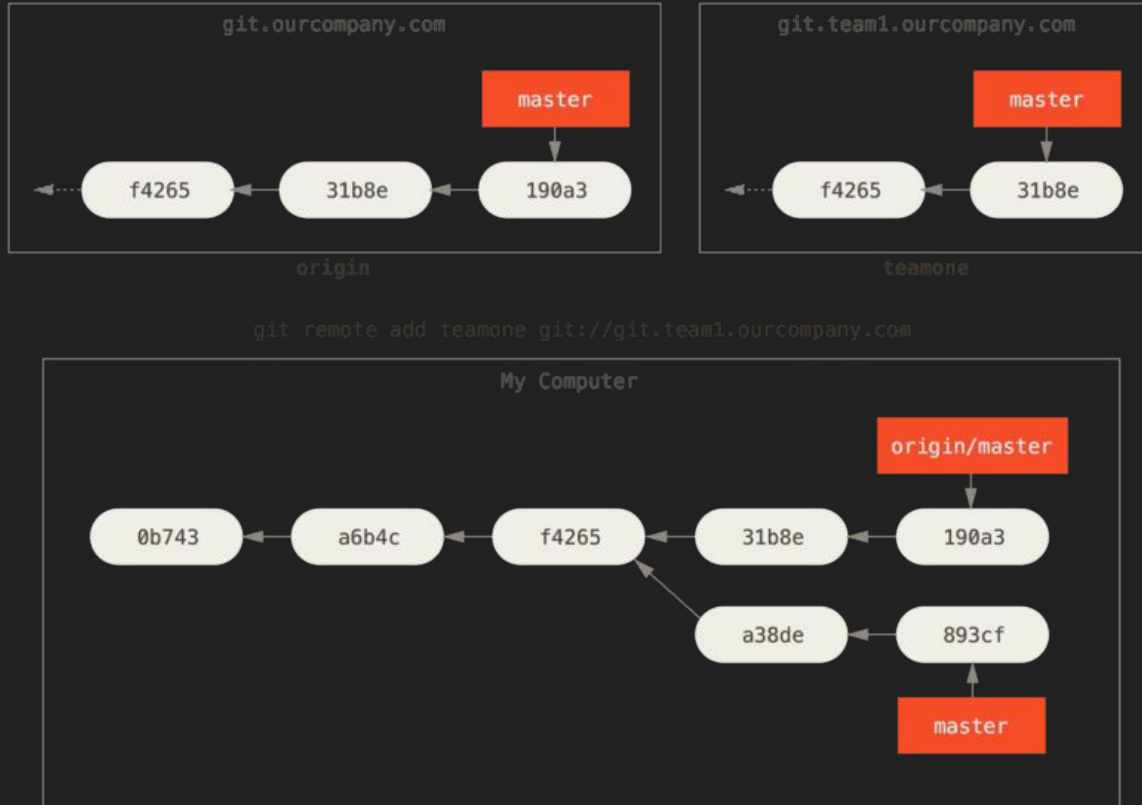 git.ourcompany.com
master
f4265
31b8e
190a3
origin
git.team1.ourcompany.com
master
f4265
31b8e
teamone
git remote add teamone git://git.team1.ourcompany.com
My Computer
origin/master
0b743
a6b4c
f4265
31b8e
190a3
a38de
893cf
master